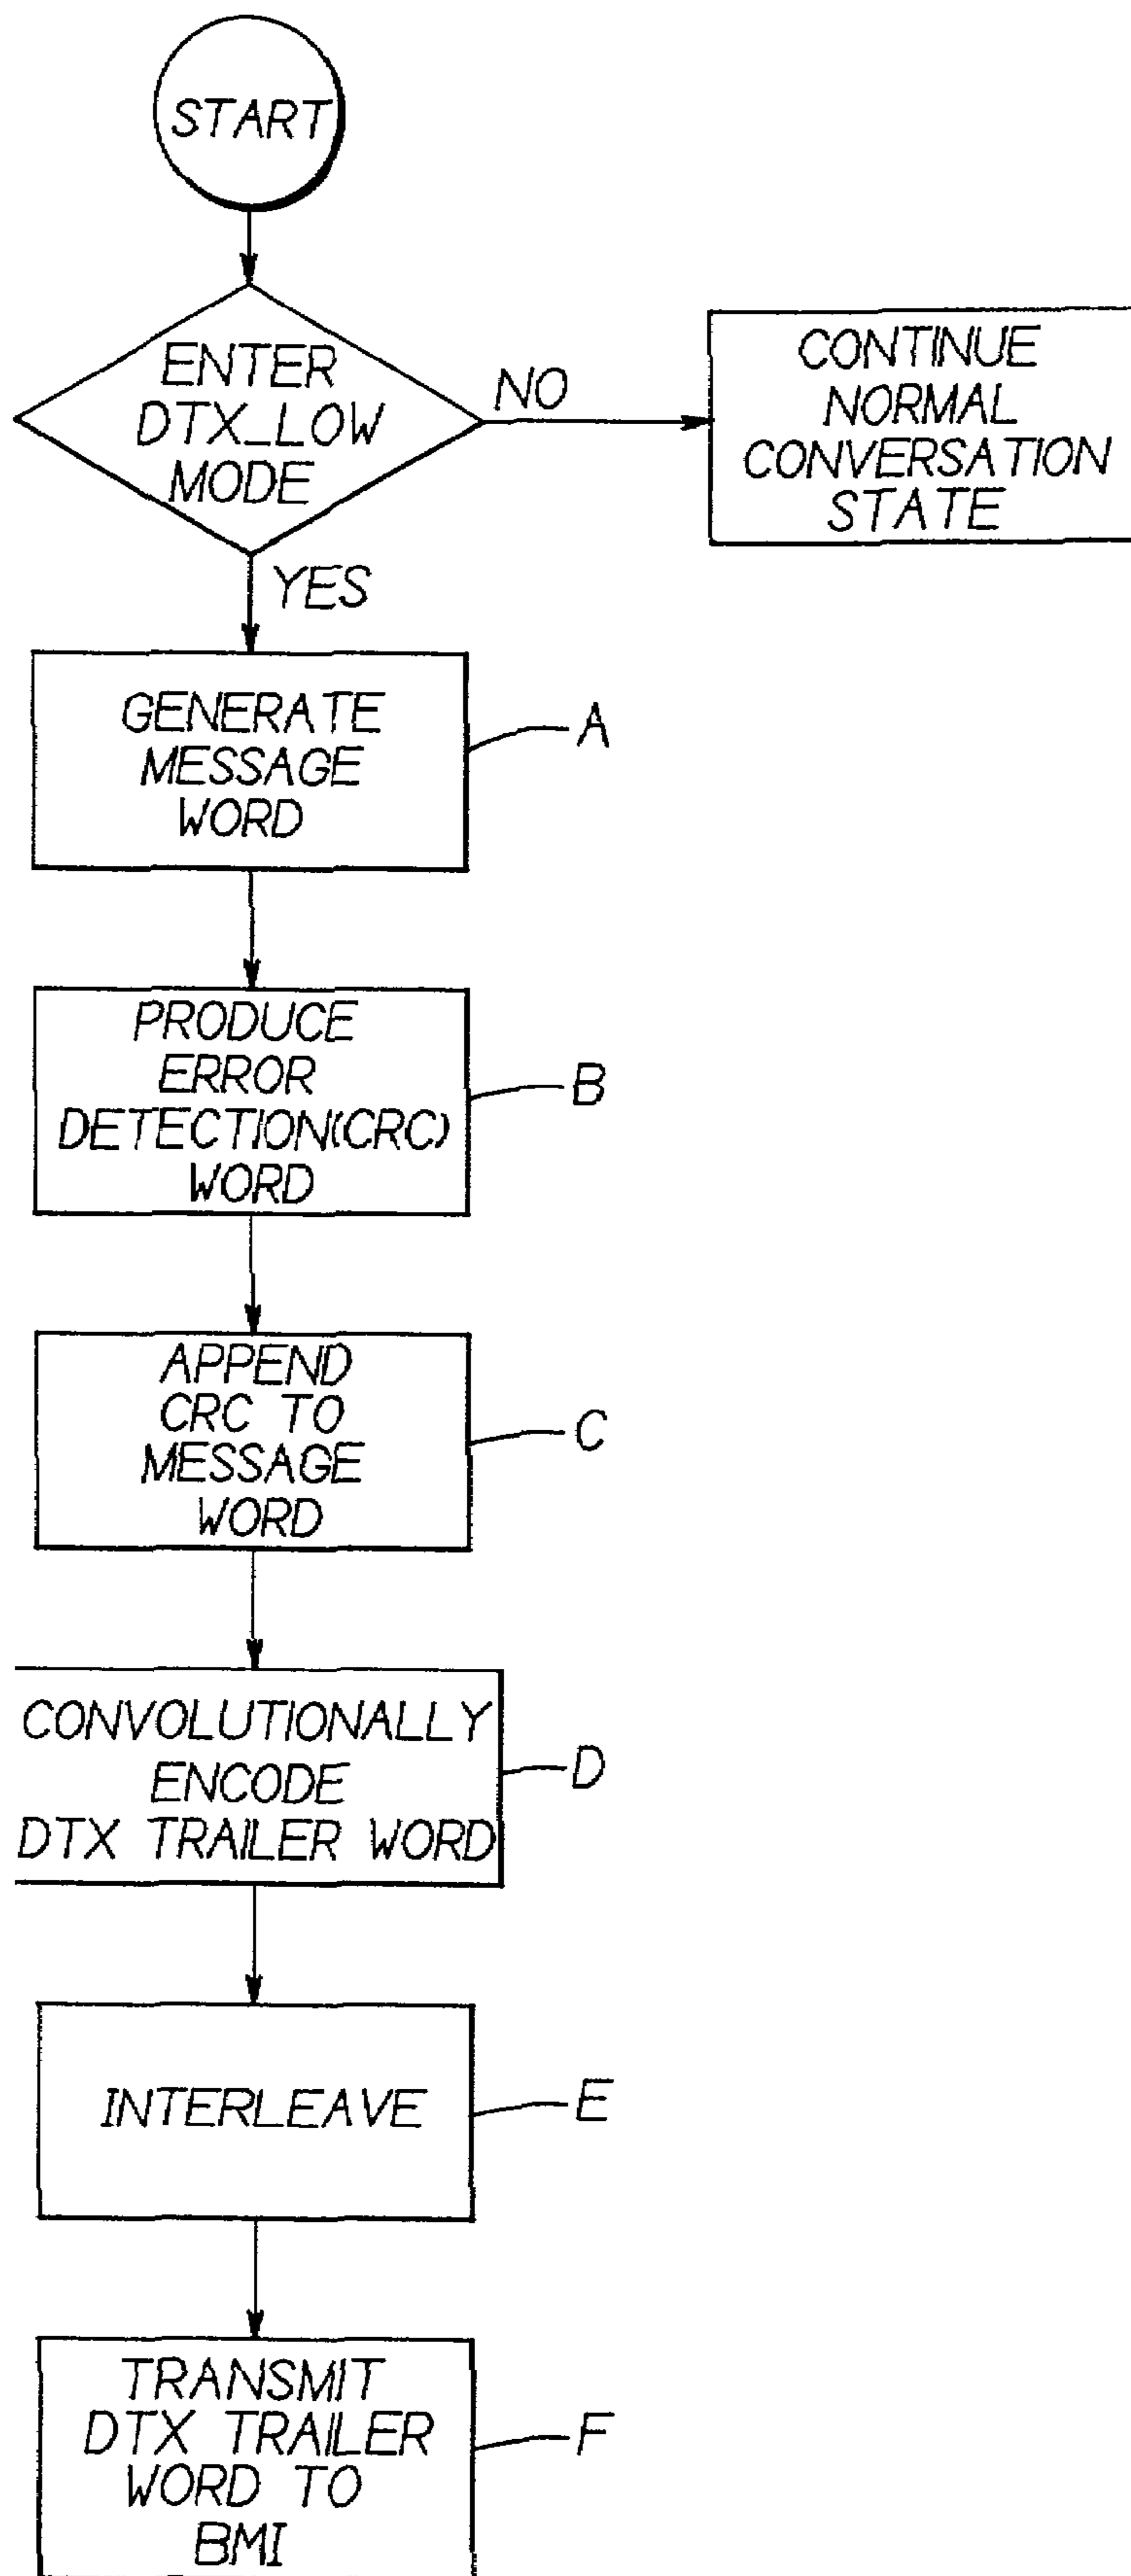 START
ENTER
DTX_LOW
MODE
NO
CONTINUE
NORMAL
CONVERSATION
STATE
YES
GENERATE
MESSAGE
WORD
A
PRODUCE
ERROR
DETECTION(CRC)
WORD
B
APPEND
CRC TO
MESSAGE
WORD
C
CONVOLUTIONALLY
ENCODE
DTX TRAILER WORD
D
INTERLEAVE
E
TRANSMIT
DTX TRAILER
WORD TO
BMI
F